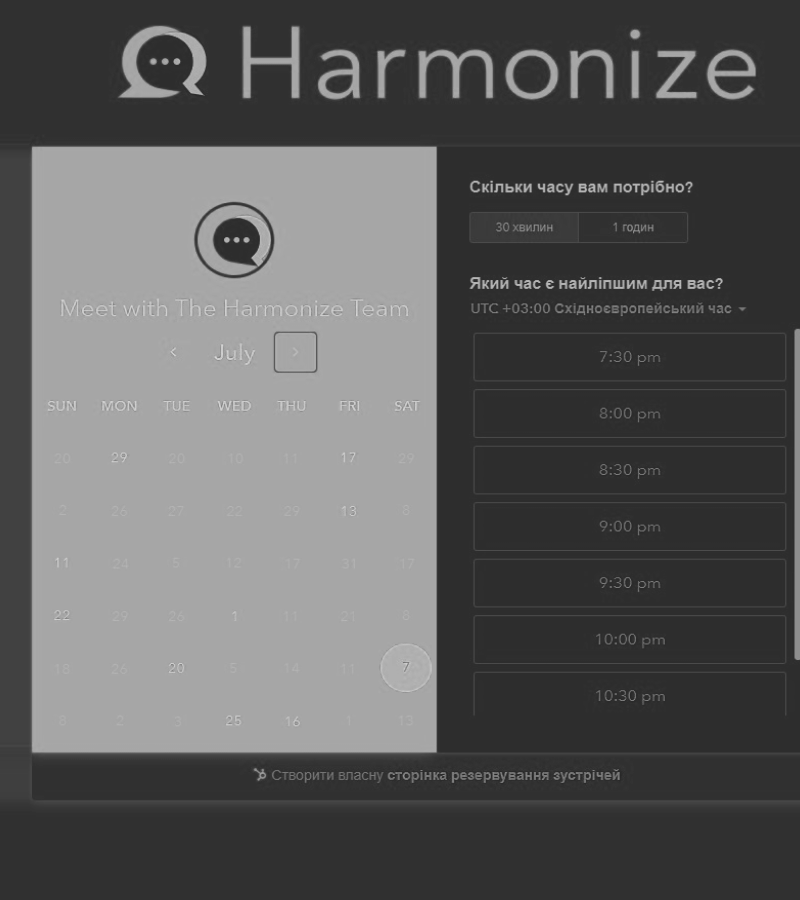 Harmonize
Meet with The Harmonize Team
July
SUN MON TUE WED THU FRI SAT
20 29 20 10 11 17 29
2 26 27 22 29 13 6
11 24 5 12 17 31 17
22 29 26 1 11 21 8
18 26 20 5 14 11 7
8 2 3 25 16 1 13
Скільки часу вам потрібно?
30 хвилин 1 годин
Який час є найліпшим для вас?
UTC +03:00 Східноєвропейський час
7:30 pm
8:00 pm
8:30 pm
9:00 pm
9:30 pm
10:00 pm
10:30 pm
Створити власну сторінка резервування зустрічей